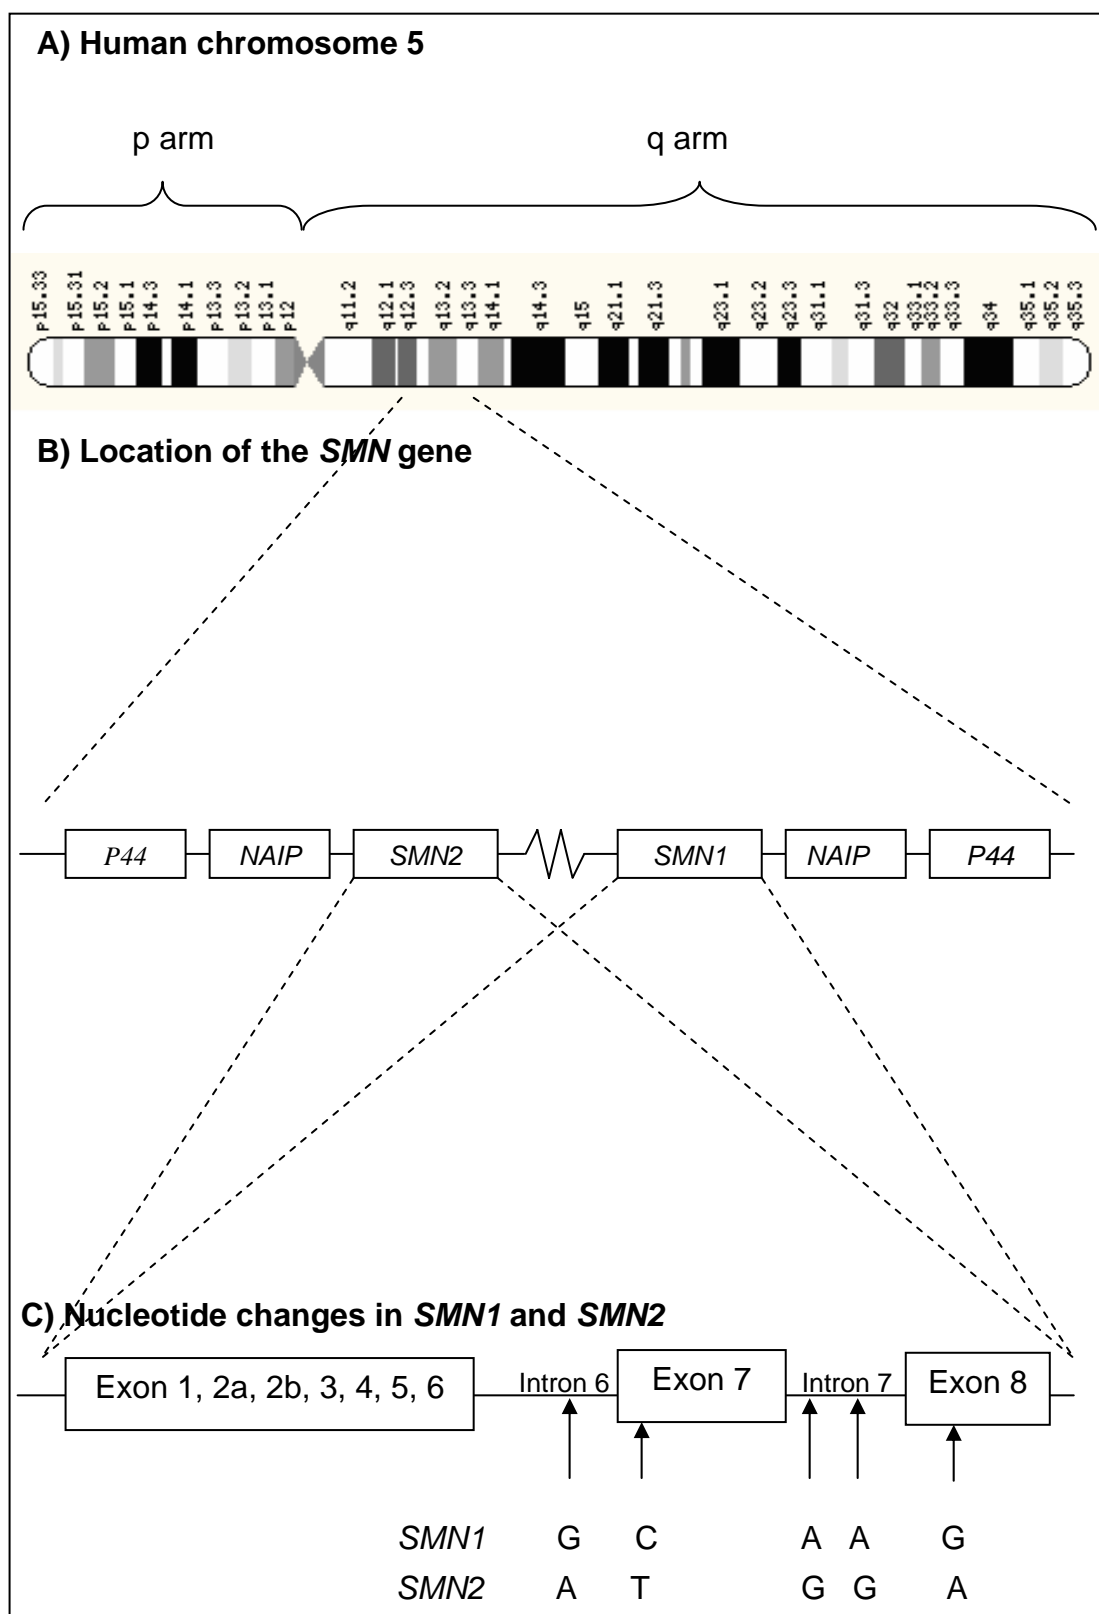 A) Human chromosome 5
p arm q arm
p15.33 p15.31 p15.2 p15.1 p14.3 p14.1 p13.3 p13.2 p13.1 p12 q11.2 q12.1 q12.3 q13.2 q13.3 q14.1 q14.3 q15 q21.1 q21.3 q23.1 q23.2 q23.3 q31.1 q31.3 q32 q33.1 q33.2 q33.3 q34 q35.1 q35.2 q35.3
B) Location of the SMN gene
P44 NAIP SMN2 SMN1 NAIP P44
C) Nucleotide changes in SMN1 and SMN2
Exon 1, 2a, 2b, 3, 4, 5, 6 Intron 6 Exon 7 Intron 7 Exon 8
SMN1 G C A A G
SMN2 A T G G A